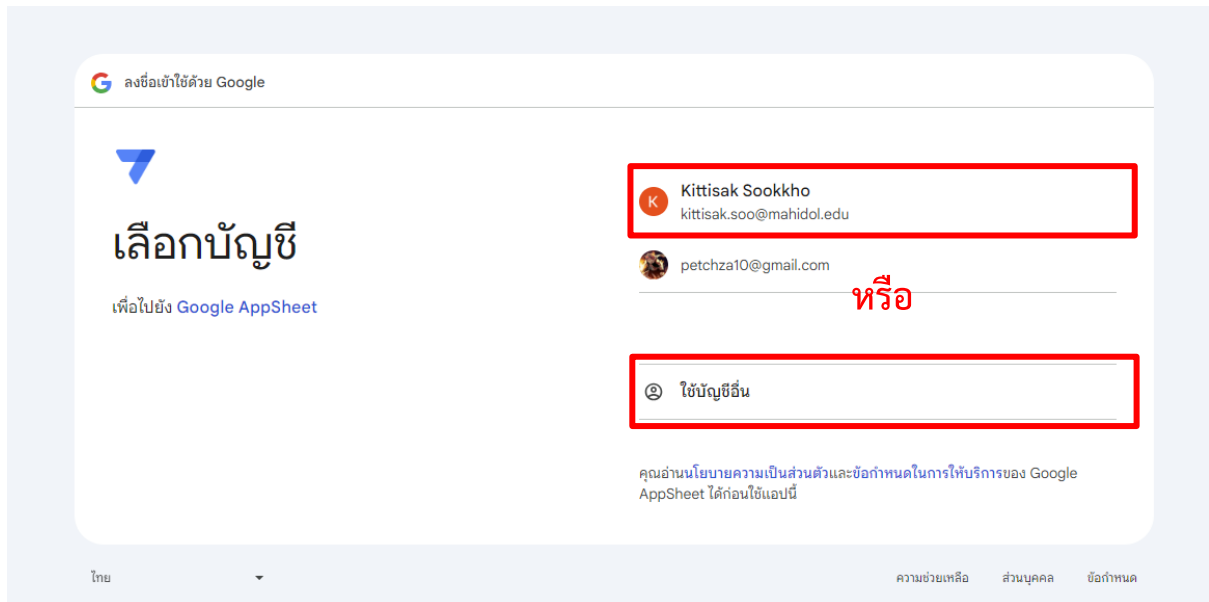 ลงชื่อเข้าใช้ด้วย Google
เลือกบัญชี
เพื่อไปยัง Google AppSheet
K
Kittisak Sookkho
kittisak.soo@mahidol.edu
petchza10@gmail.com
หรือ
ใช้บัญชีอื่น
คุณอ่านนโยบายความเป็นส่วนตัวและข้อกำหนดในการให้บริการของ Google
AppSheet ได้ก่อนใช้แอปนี้
ไทย
ความช่วยเหลือ ส่วนบุคคล ข้อกำหนด